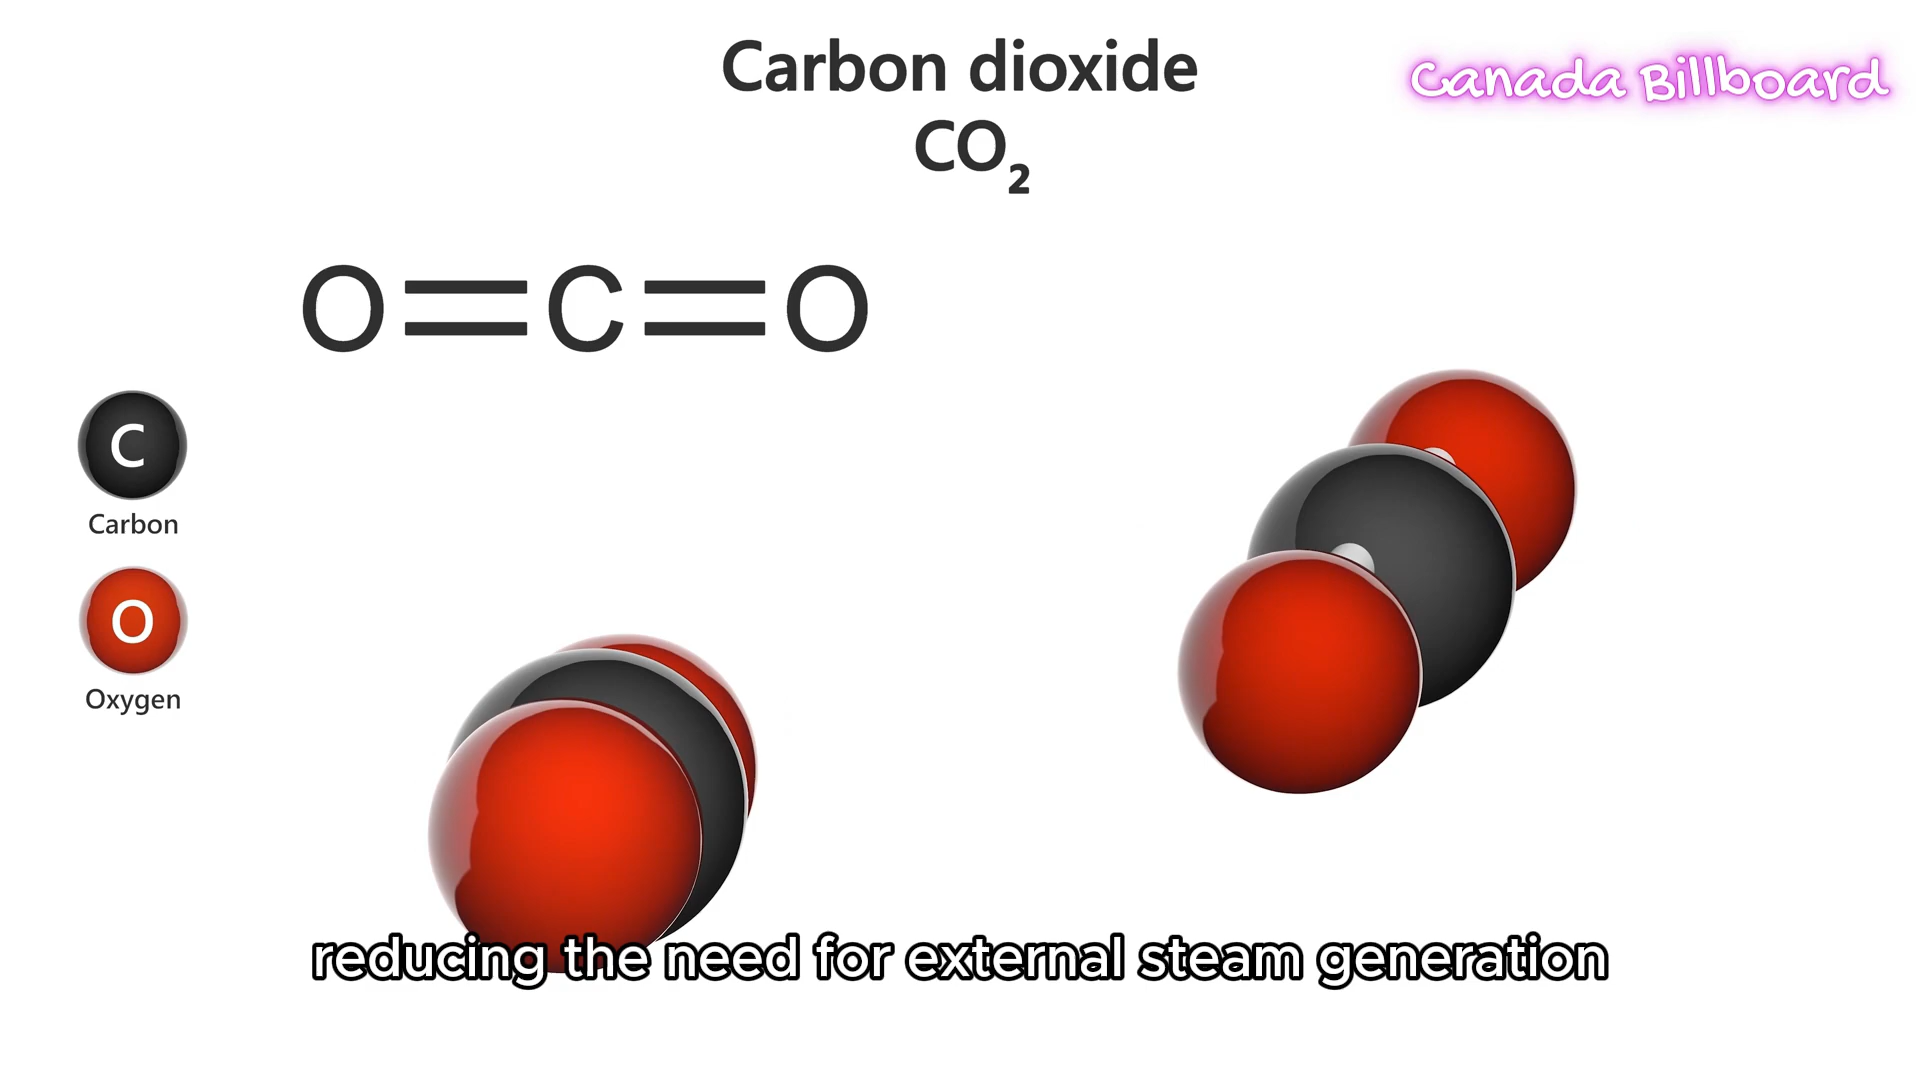 Carbon dioxide
CO₂
Canada Billboard
O=C=O
C
Carbon
O
Oxygen
reducing the need for external steam generation